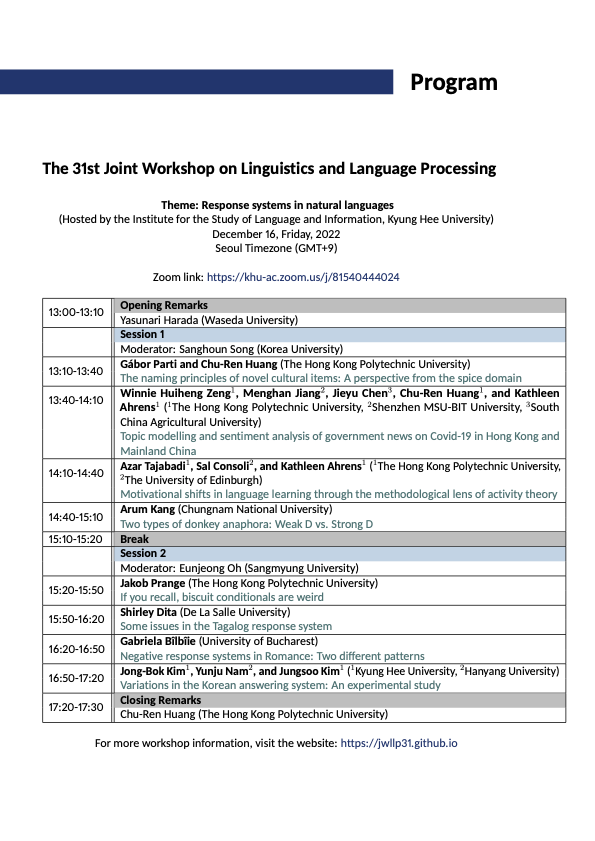 Program
The 31st Joint Workshop on Linguistics and Language Processing
Theme: Response systems in natural languages
(Hosted by the Institute for the Study of Language and Information, Kyung Hee University)
December 16, Friday, 2022
Seoul Timezone (GMT+9)
Zoom link: https://khu-ac.zoom.us/j/81540444024
13:00-13:10
Opening Remarks
Yasunari Harada (Waseda University)
Session 1
Moderator: Sanghoun Song (Korea University)
13:10-13:40
Gábor Parti and Chu-Ren Huang (The Hong Kong Polytechnic University)
The naming principles of novel cultural items: A perspective from the spice domain
13:40-14:10
Winnie Huiheng Zeng¹, Menghan Jiang², Jieyu Chen³, Chu-Ren Huang¹, and Kathleen
Ahrens¹ (¹The Hong Kong Polytechnic University, ²Shenzhen MSU-BIT University, ³South
China Agricultural University)
Topic modelling and sentiment analysis of government news on Covid-19 in Hong Kong and
Mainland China
14:10-14:40
Azar Tajabadi¹, Sal Consoli², and Kathleen Ahrens¹ (¹The Hong Kong Polytechnic University,
²The University of Edinburgh)
Motivational shifts in language learning through the methodological lens of activity theory
14:40-15:10
Arum Kang (Chungnam National University)
Two types of donkey anaphora: Weak D vs. Strong D
15:10-15:20
Break
Session 2
Moderator: Eunjeong Oh (Sangmyung University)
15:20-15:50
Jakob Prange (The Hong Kong Polytechnic University)
If you recall, biscuit conditionals are weird
15:50-16:20
Shirley Dita (De La Salle University)
Some issues in the Tagalog response system
16:20-16:50
Gabriela Bîlbîie (University of Bucharest)
Negative response systems in Romance: Two different patterns
16:50-17:20
Jong-Bok Kim¹, Yunju Nam², and Jungsoo Kim¹ (¹Kyung Hee University, ²Hanyang University)
Variations in the Korean answering system: An experimental study
17:20-17:30
Closing Remarks
Chu-Ren Huang (The Hong Kong Polytechnic University)
For more workshop information, visit the website: https://jwllp31.github.io